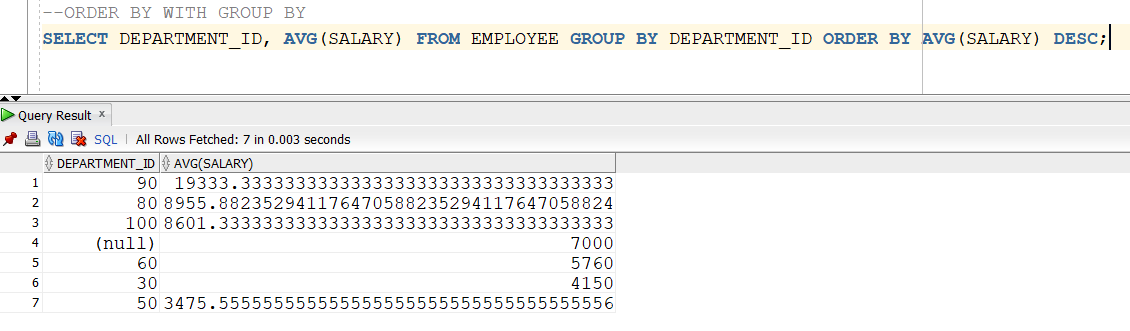 --ORDER BY WITH GROUP BY
SELECT DEPARTMENT_ID, AVG(SALARY) FROM EMPLOYEE GROUP BY DEPARTMENT_ID ORDER BY AVG(SALARY) DESC;
Query Result x
SQL | All Rows Fetched: 7 in 0.003 seconds
DEPARTMENT_ID AVG(SALARY)
1 90 19333.3333333333333333333333333333333333
2 80 8955.88235294117647058823529411764705882
3 100 8601.33333333333333333333333333333333333
4 (null) 7000
5 60 5760
6 30 4150
7 50 3475.55555555555555555555555555555555556